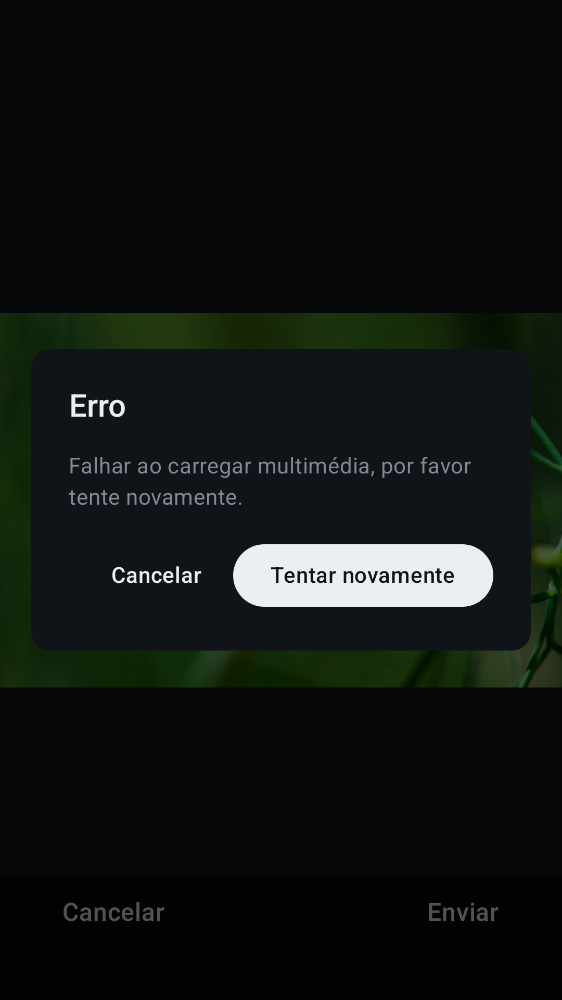 Erro
Falhar ao carregar multimédia, por favor
tente novamente.
Cancelar
Tentar novamente
Cancelar
Enviar